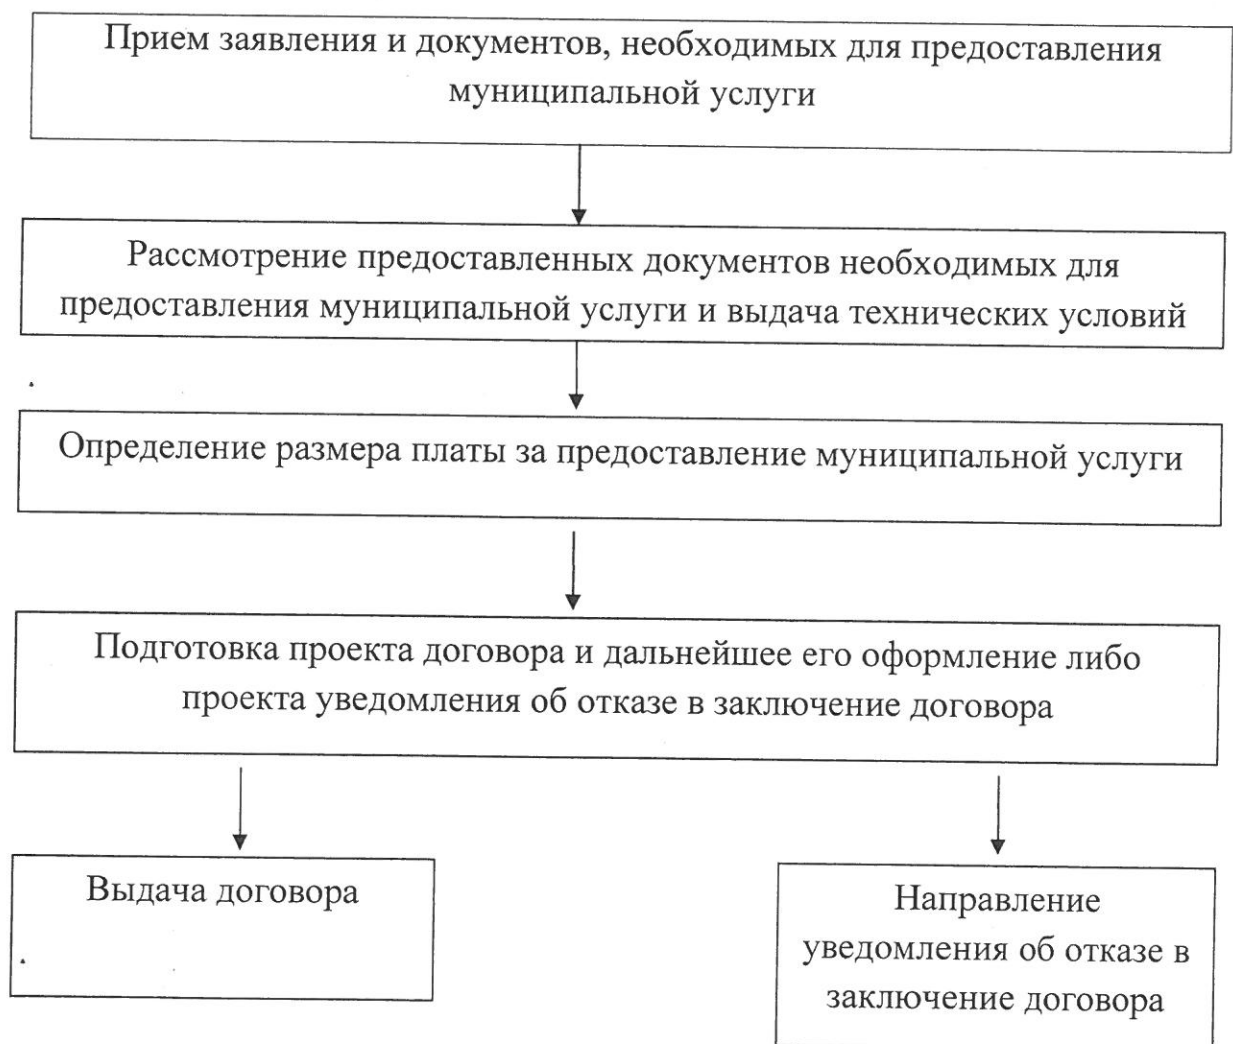 Прием заявления и документов, необходимых для предоставления
муниципальной услуги
Рассмотрение предоставленных документов необходимых для
предоставления муниципальной услуги и выдача технических условий
Определение размера платы за предоставление муниципальной услуги
Подготовка проекта договора и дальнейшее его оформление либо
проекта уведомления об отказе в заключение договора
Выдача договора
Направление
уведомления об отказе в
заключение договора